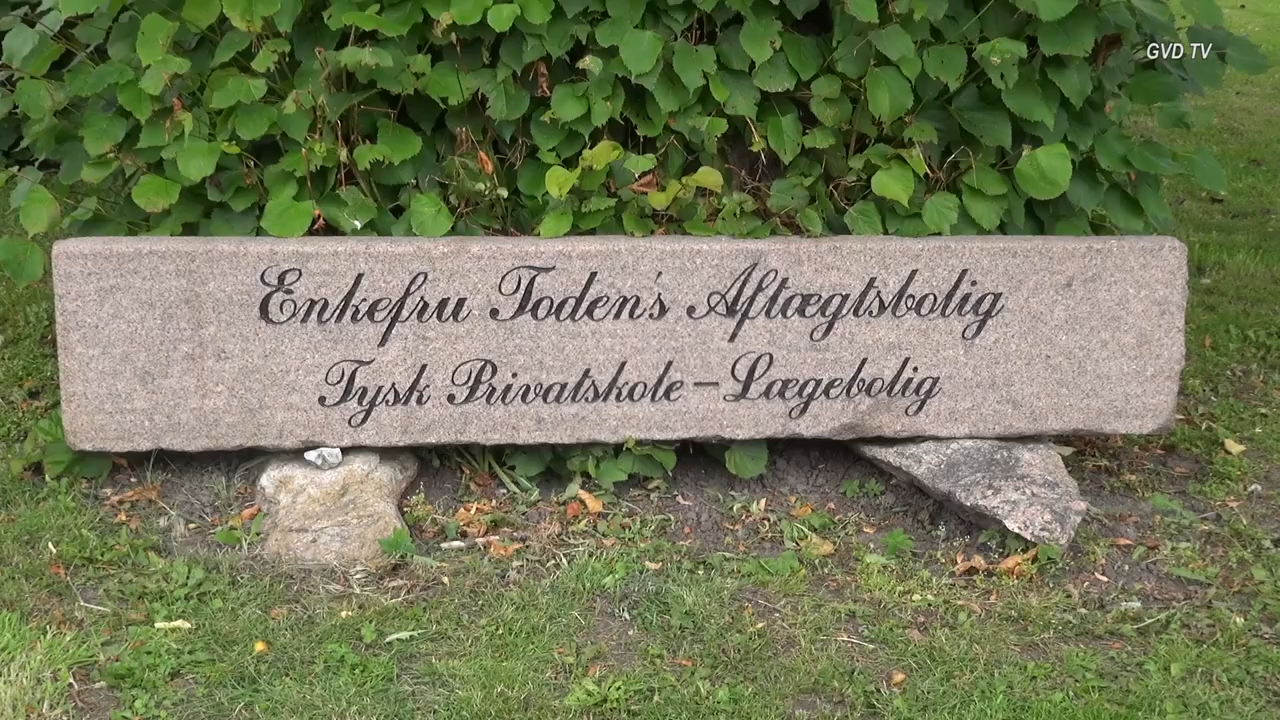 GVD TV
Enkefru Toden's Aftægtsbolig
Tysk Privatskole – Lægebolig